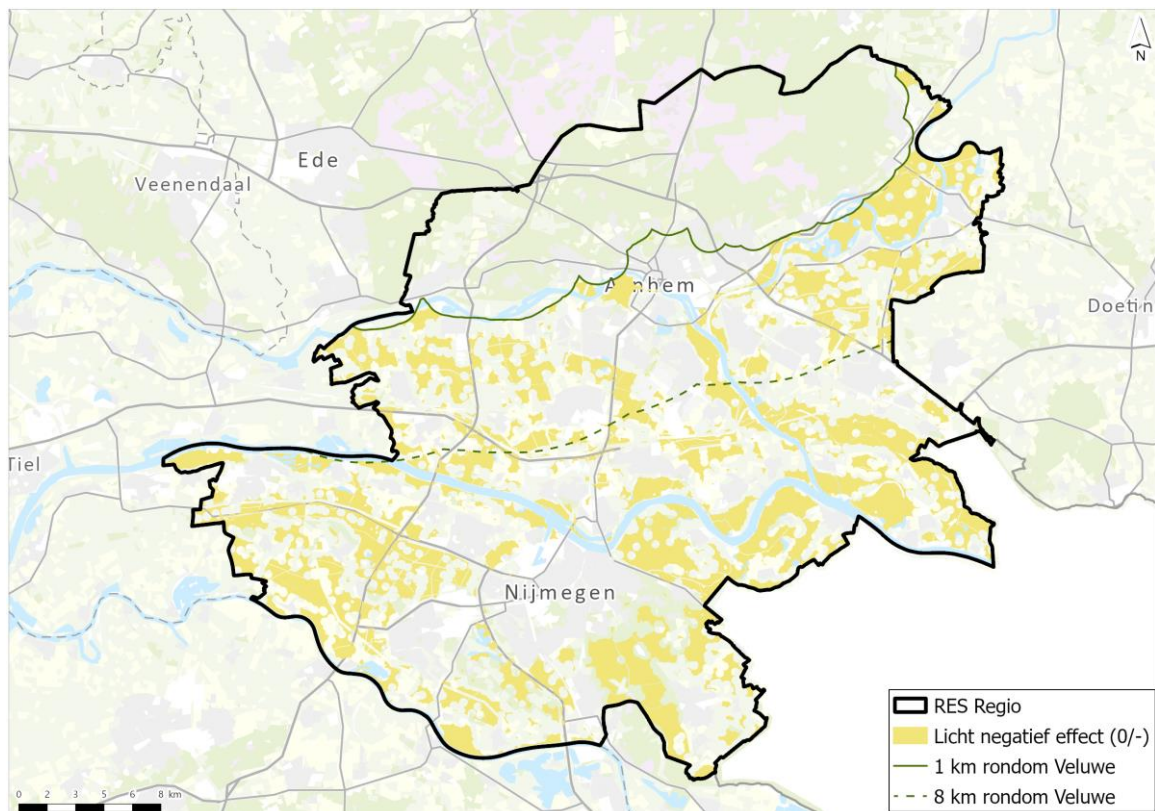 N
Ede
Veenendaal
Arnhem
Doetin
Tiel
Nijmegen
RES Regio
Licht negatief effect (0/-)
1 km rondom Veluwe
8 km rondom Veluwe
0 2 3 5 6 8 km